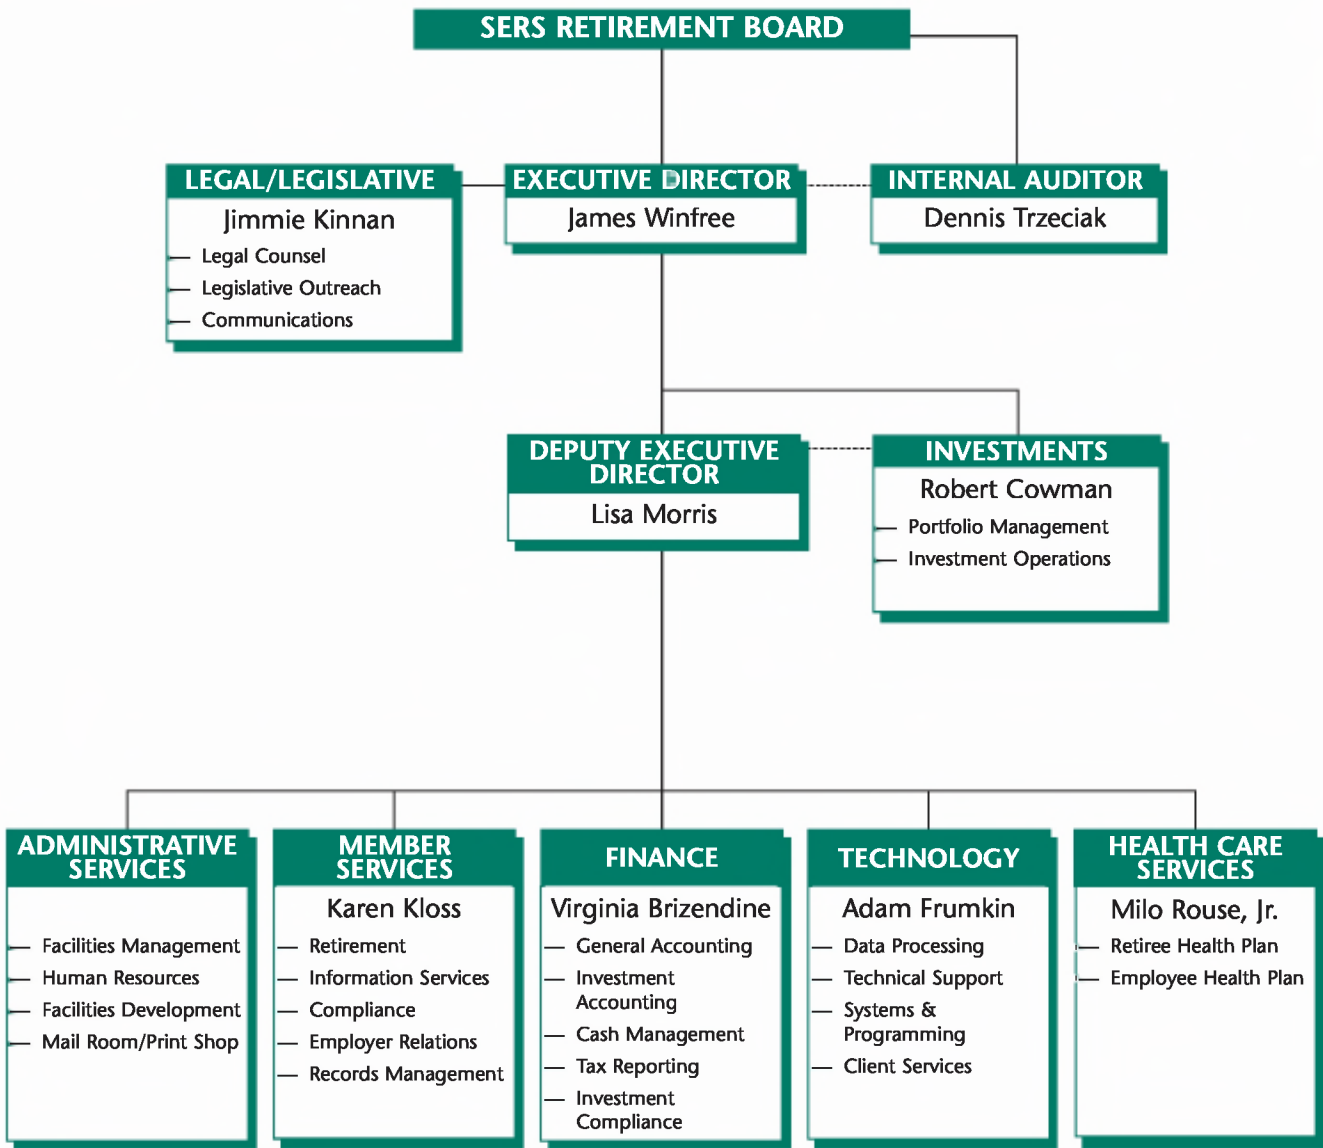 SERS RETIREMENT BOARD
LEGAL/LEGISLATIVE
Jimmie Kinnan
Legal Counsel
Legislative Outreach
Communications
EXECUTIVE DIRECTOR
James Winfree
INTERNAL AUDITOR
Dennis Trzeciak
DEPUTY EXECUTIVE
DIRECTOR
Lisa Morris
INVESTMENTS
Robert Cowman
Portfolio Management
Investment Operations
ADMINISTRATIVE
SERVICES
Facilities Management
Human Resources
Facilities Development
Mail Room/Print Shop
MEMBER
SERVICES
Karen Kloss
Retirement
Information Services
Compliance
Employer Relations
Records Management
FINANCE
Virginia Brizendine
General Accounting
Investment
Accounting
Cash Management
Tax Reporting
Investment
Compliance
TECHNOLOGY
Adam Frumkin
Data Processing
Technical Support
Systems &
Programming
Client Services
HEALTH CARE
SERVICES
Milo Rouse, Jr.
Retiree Health Plan
Employee Health Plan